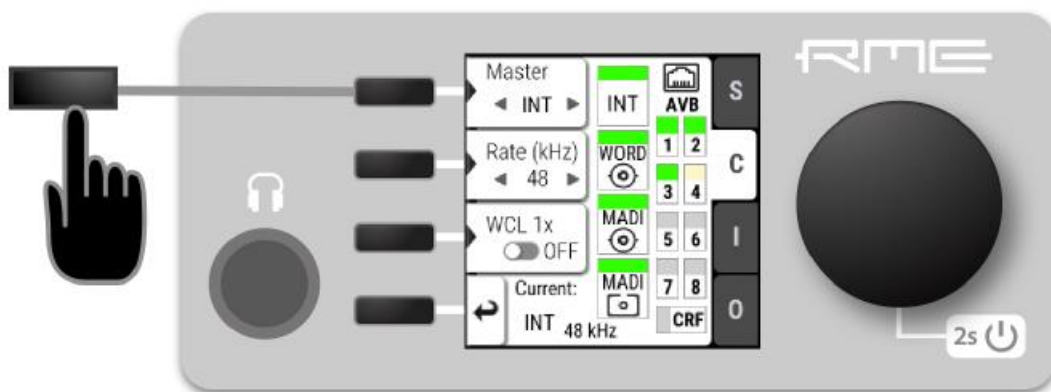 RME
Master
◄ INT ►
Rate (kHz)
◄ 48 ►
WCL 1x
OFF
Current:
INT 48 kHz
INT
WORD
MADI
MADI
AVB
1 2
3 4
5 6
7 8
CRF
S
C
I
O
2s